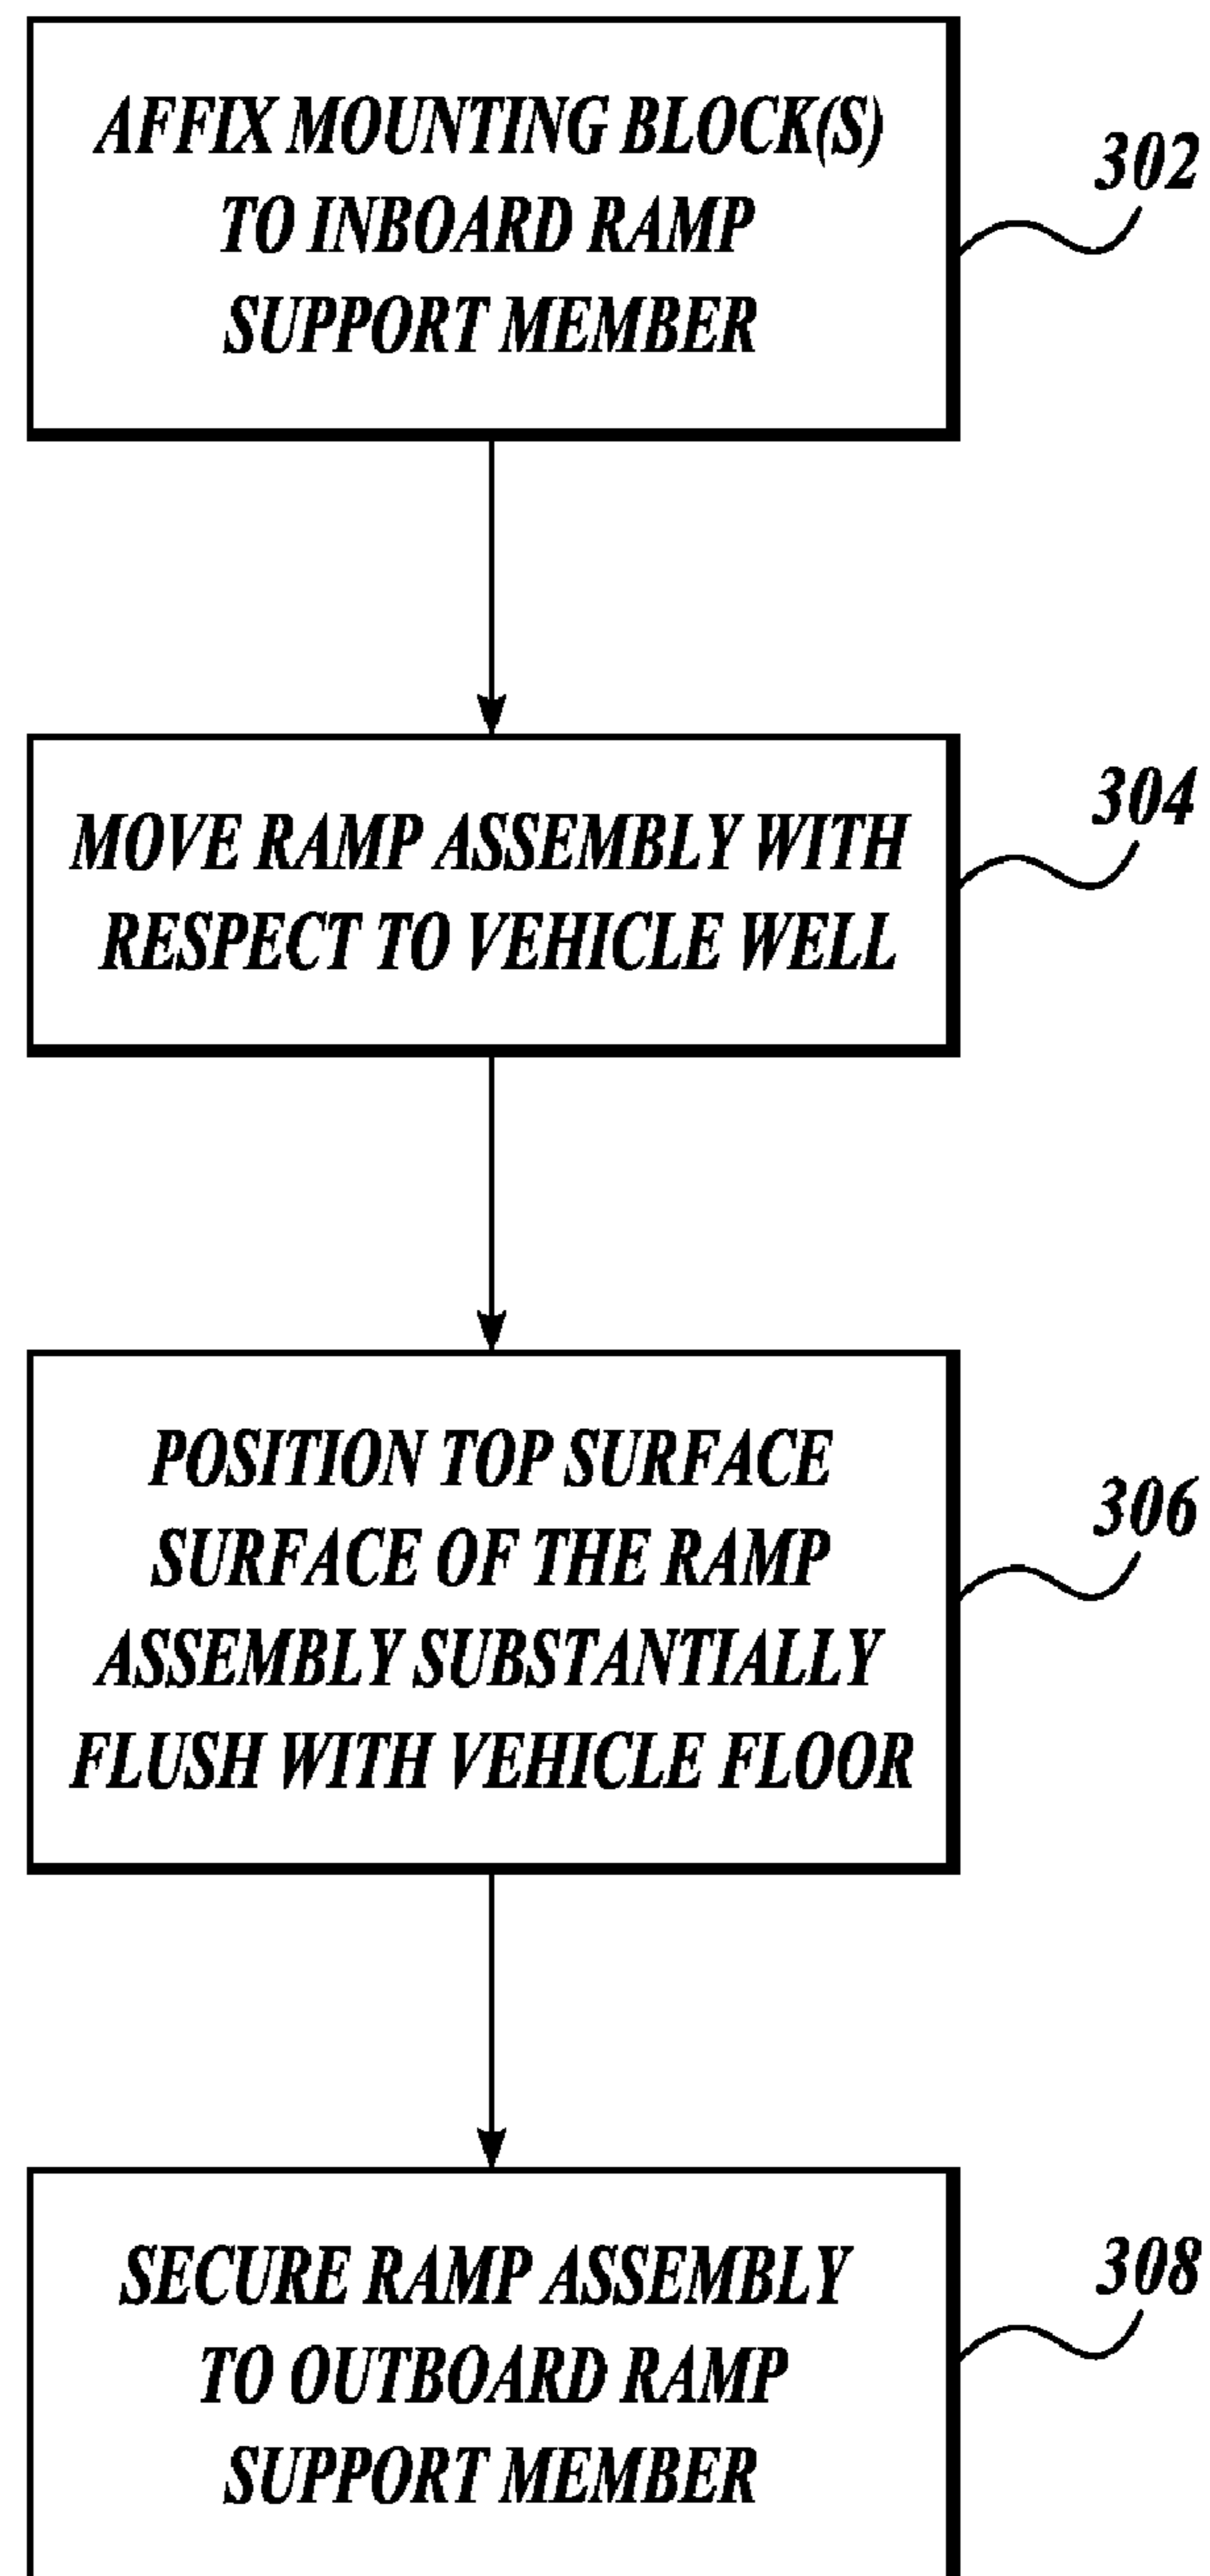 AFFIX MOUNTING BLOCK(S)
TO INBOARD RAMP
SUPPORT MEMBER
302
MOVE RAMP ASSEMBLY WITH
RESPECT TO VEHICLE WELL
304
POSITION TOP SURFACE
SURFACE OF THE RAMP
ASSEMBLY SUBSTANTIALLY
FLUSH WITH VEHICLE FLOOR
306
SECURE RAMP ASSEMBLY
TO OUTBOARD RAMP
SUPPORT MEMBER
308